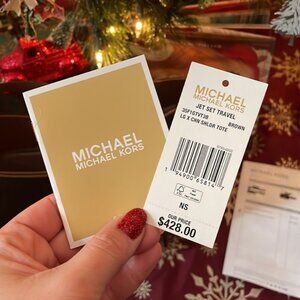 MICHAEL
MICHAEL KORS
MICHAEL
MICHAEL KORS
JET SET TRAVEL
BROWN
LG X CHN SHLDR TOTE
NS
OUR PRICE
$428.00